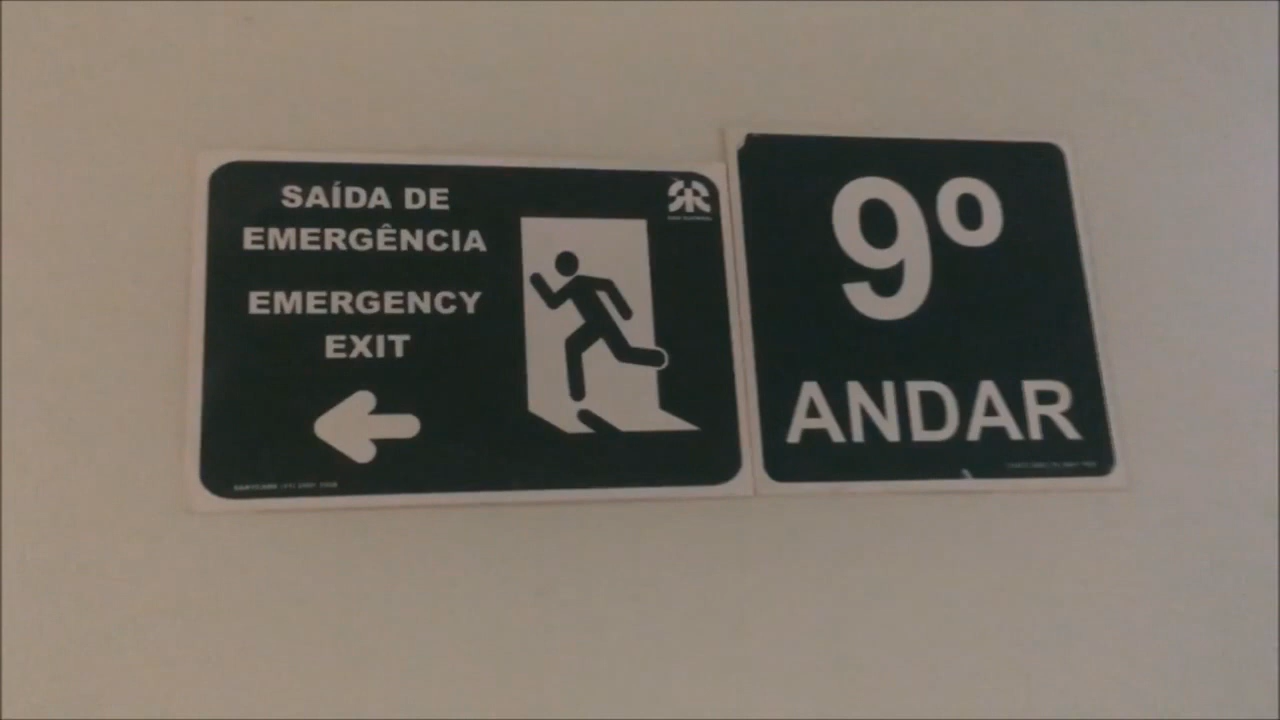 SAÍDA DE
EMERGÊNCIA
EMERGENCY
EXIT
9º
ANDAR